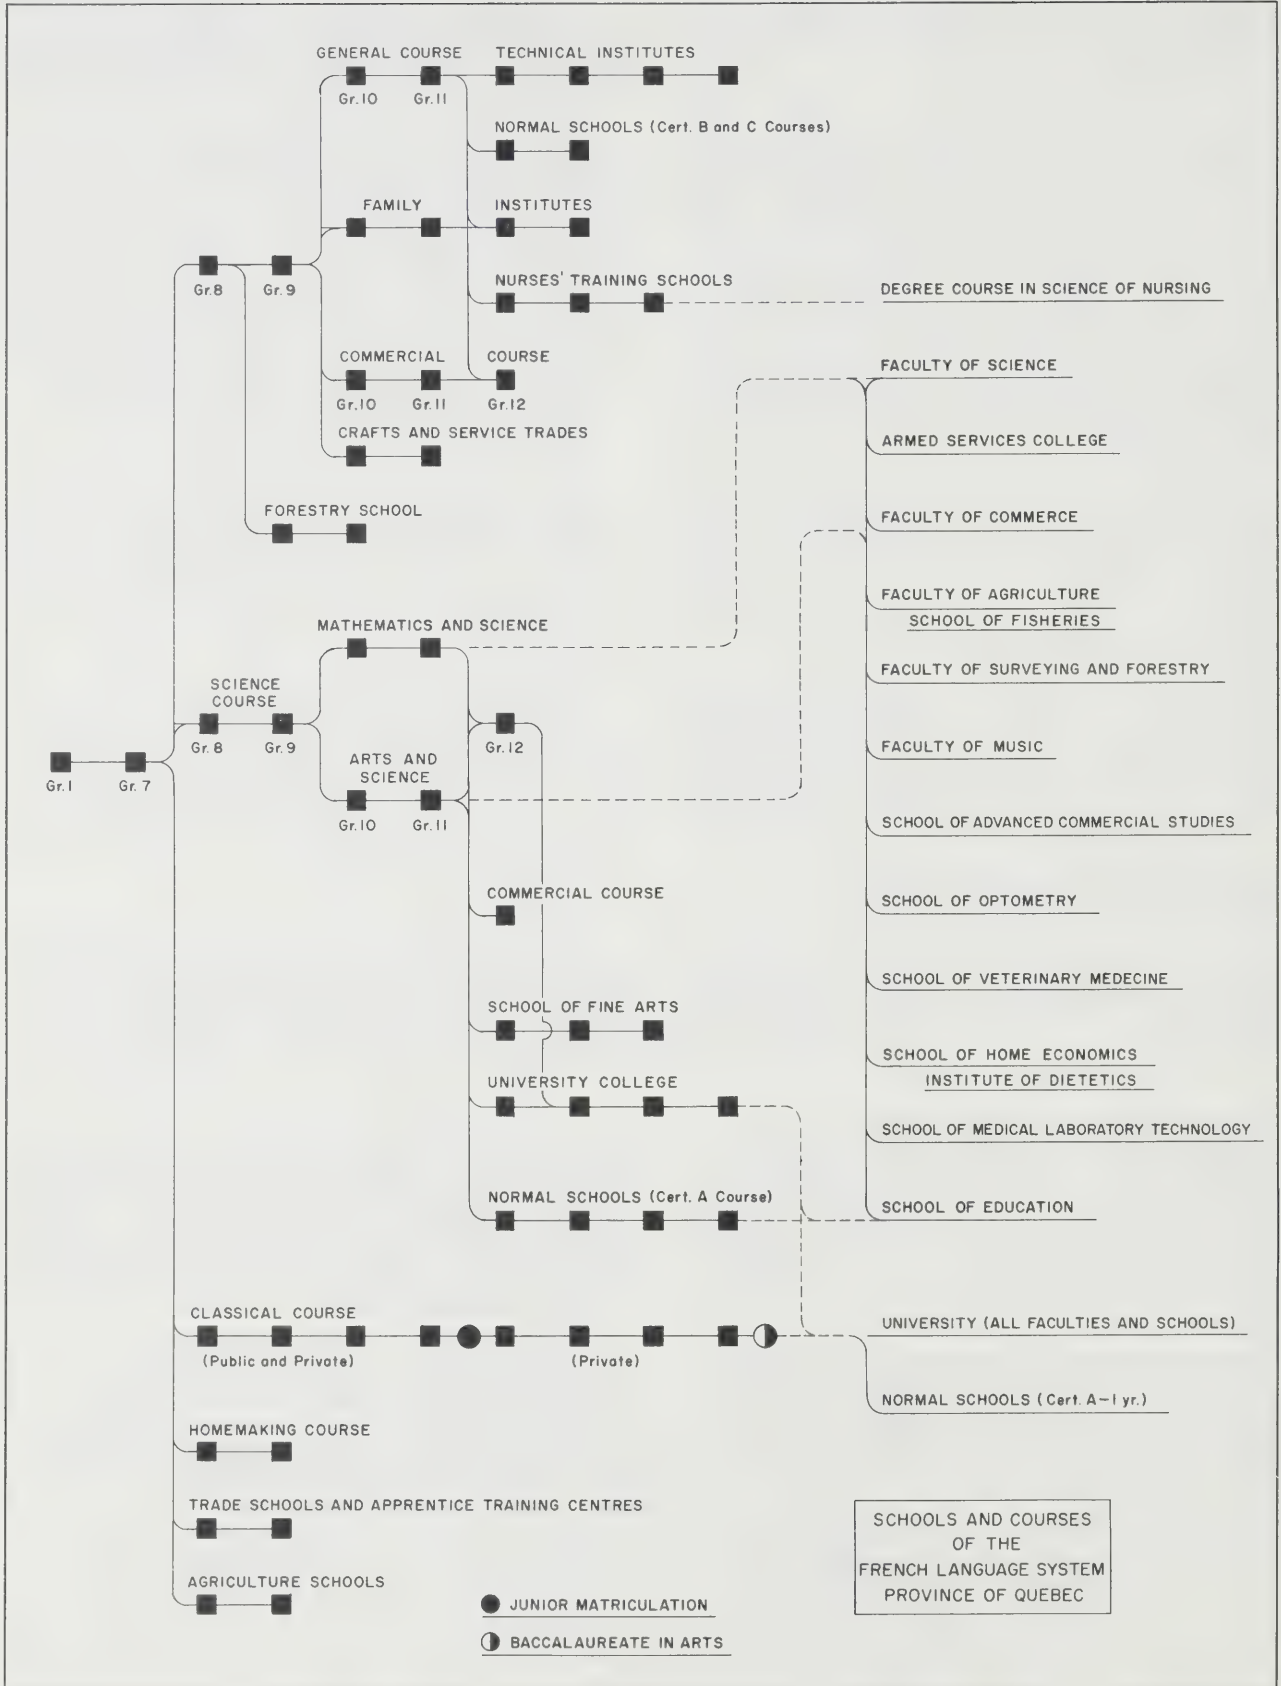 GENERAL COURSE
TECHNICAL INSTITUTES
Gr.10
Gr.11
NORMAL SCHOOLS (Cert. B and C Courses)
FAMILY
INSTITUTES
Gr.8
Gr.9
NURSES' TRAINING SCHOOLS
DEGREE COURSE IN SCIENCE OF NURSING
COMMERCIAL
COURSE
Gr.10
Gr.11
Gr.12
CRAFTS AND SERVICE TRADES
FORESTRY SCHOOL
FACULTY OF SCIENCE
ARMED SERVICES COLLEGE
FACULTY OF COMMERCE
FACULTY OF AGRICULTURE
SCHOOL OF FISHERIES
FACULTY OF SURVEYING AND FORESTRY
FACULTY OF MUSIC
SCHOOL OF ADVANCED COMMERCIAL STUDIES
SCHOOL OF OPTOMETRY
SCHOOL OF VETERINARY MEDECINE
SCHOOL OF HOME ECONOMICS
INSTITUTE OF DIETETICS
SCHOOL OF MEDICAL LABORATORY TECHNOLOGY
SCHOOL OF EDUCATION
MATHEMATICS AND SCIENCE
SCIENCE
COURSE
Gr.8
Gr.9
Gr.12
Gr.1
Gr. 7
ARTS AND
SCIENCE
Gr.10
Gr.11
COMMERCIAL COURSE
SCHOOL OF FINE ARTS
UNIVERSITY COLLEGE
NORMAL SCHOOLS (Cert. A Course)
CLASSICAL COURSE
(Public and Private)
(Private)
UNIVERSITY (ALL FACULTIES AND SCHOOLS)
NORMAL SCHOOLS (Cert. A-1 yr.)
HOMEMAKING COURSE
TRADE SCHOOLS AND APPRENTICE TRAINING CENTRES
AGRICULTURE SCHOOLS
JUNIOR MATRICULATION
BACCALAUREATE IN ARTS
SCHOOLS AND COURSES
OF THE
FRENCH LANGUAGE SYSTEM
PROVINCE OF QUEBEC